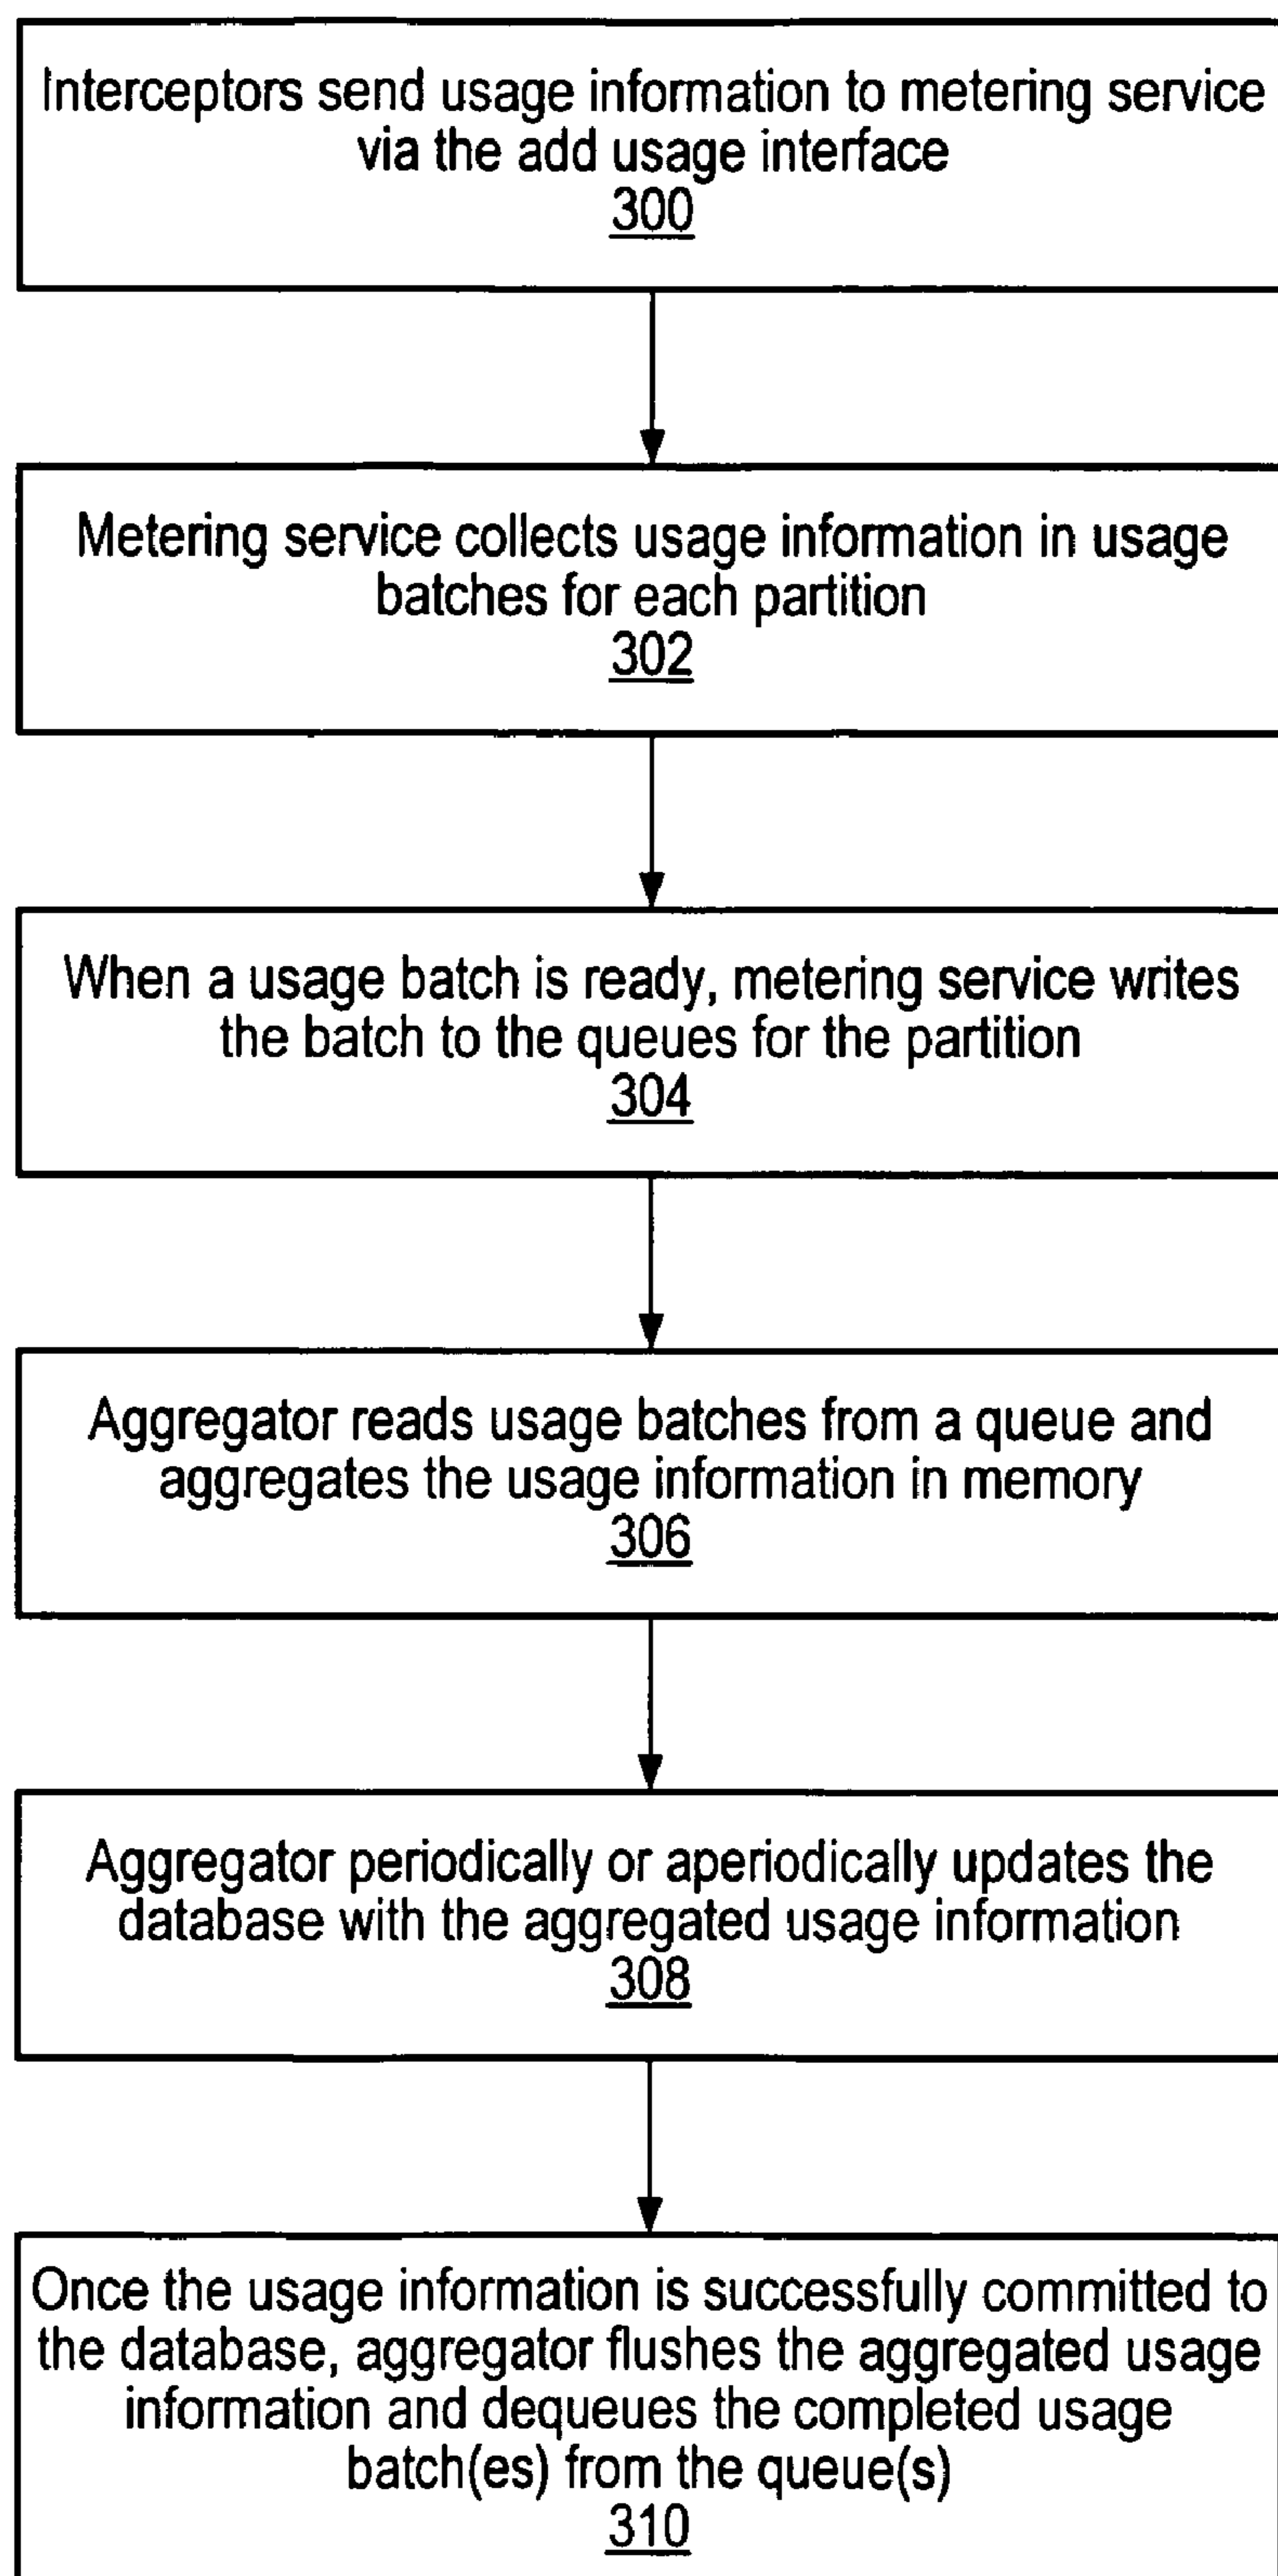 Interceptors send usage information to metering service
via the add usage interface
300
Metering service collects usage information in usage
batches for each partition
302
When a usage batch is ready, metering service writes
the batch to the queues for the partition
304
Aggregator reads usage batches from a queue and
aggregates the usage information in memory
306
Aggregator periodically or aperiodically updates the
database with the aggregated usage information
308
Once the usage information is successfully committed to
the database, aggregator flushes the aggregated usage
information and dequeues the completed usage
batch(es) from the queue(s)
310